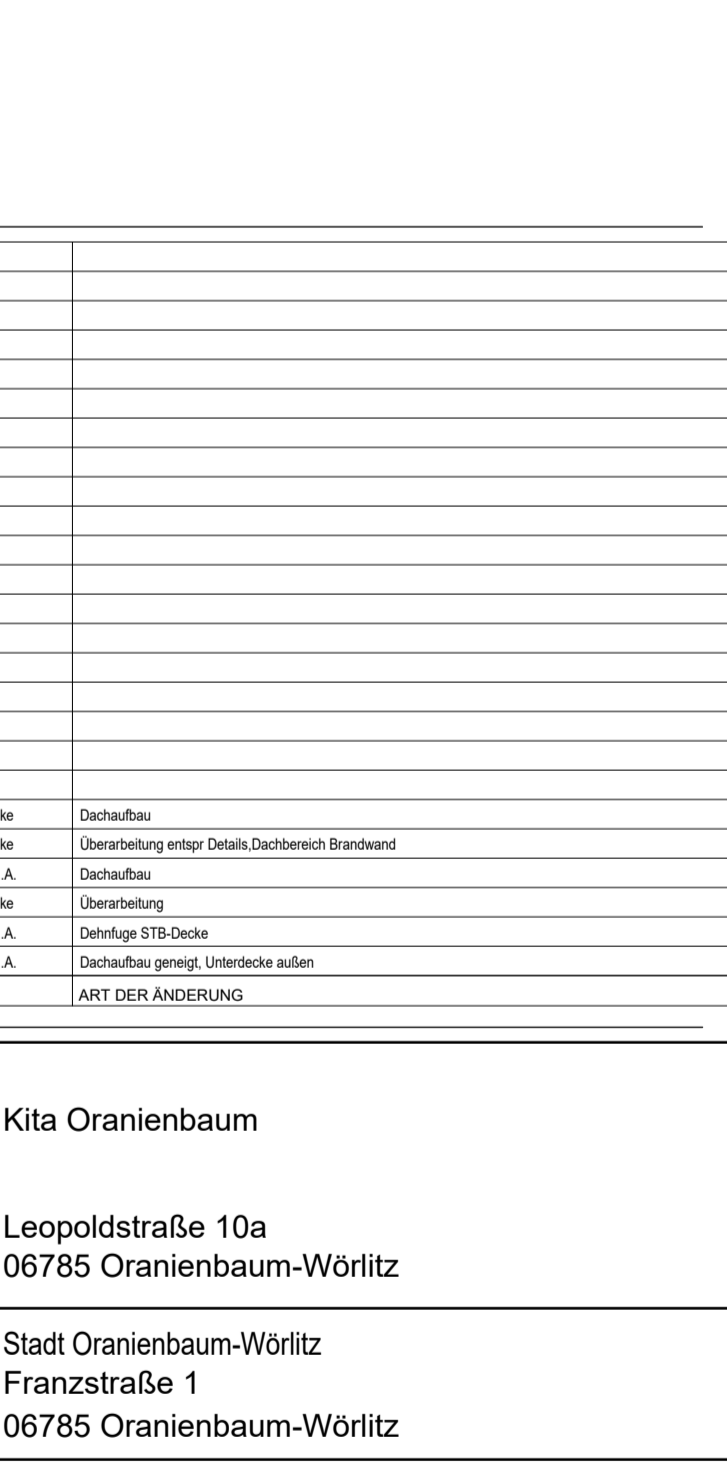 ke Dachaufbau
ke Überarbeitung entspr Details,Dachbereich Brandwand
.A. Dachaufbau
ke Überarbeitung
.A. Dehnfuge STB-Decke
.A. Dachaufbau geneigt, Unterdecke außen
ART DER ÄNDERUNG
Kita Oranienbaum
Leopoldstraße 10a
06785 Oranienbaum-Wörlitz
Stadt Oranienbaum-Wörlitz
Franzstraße 1
06785 Oranienbaum-Wörlitz